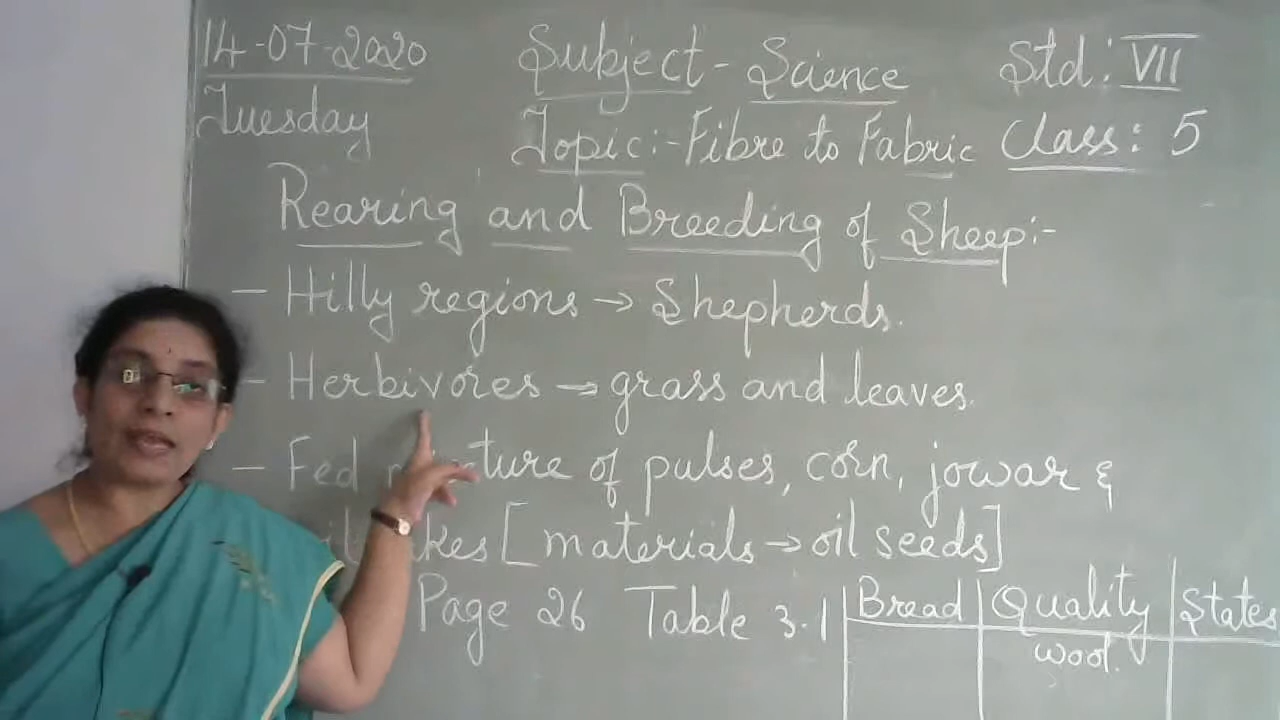 14-07-2020 Subject - Science Std: VII
Tuesday Topic:- Fibre to Fabric Class: 5
Rearing and Breeding of Sheep:-
- Hilly regions → Shepherds.
- Herbivores → grass and leaves.
- Fed of pulses, corn, jowar &
[materials → oil seeds]
Page 26 Table 3.1 Bread Quality States
wool.